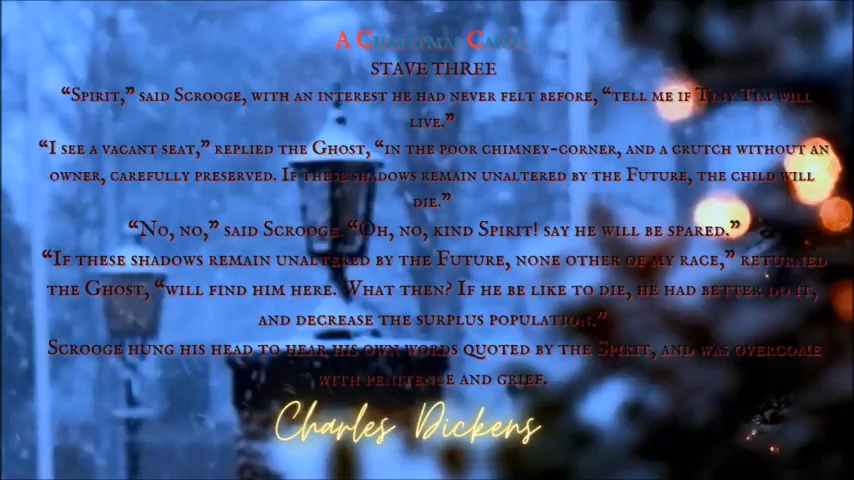 A Christmas Carol
STAVE THREE
“Spirit,” said Scrooge, with an interest he had never felt before, “tell me if Tiny Tim will
live.”
“I see a vacant seat,” replied the Ghost, “in the poor chimney-corner, and a crutch without an
owner, carefully preserved. If these shadows remain unaltered by the Future, the child will
die.”
“No, no,” said Scrooge. “Oh, no, kind Spirit! say he will be spared.”
“If these shadows remain unaltered by the Future, none other of my race,” returned
the Ghost, “will find him here. What then? If he be like to die, he had better do it,
and decrease the surplus population.”
Scrooge hung his head to hear his own words quoted by the Spirit, and was overcome
with penitence and grief.
Charles Dickens